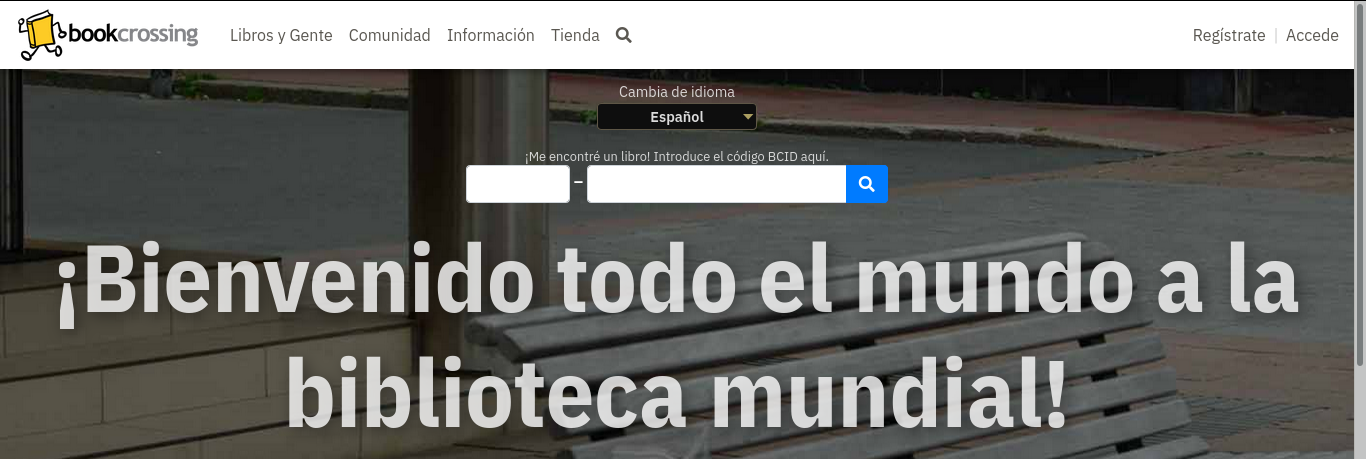 bookcrossing
Libros y Gente
Comunidad
Información
Tienda
Regístrate | Accede
Cambia de idioma
Español
¡Me encontré un libro! Introduce el código BCID aquí.
–
¡Bienvenido todo el mundo a la
biblioteca mundial!